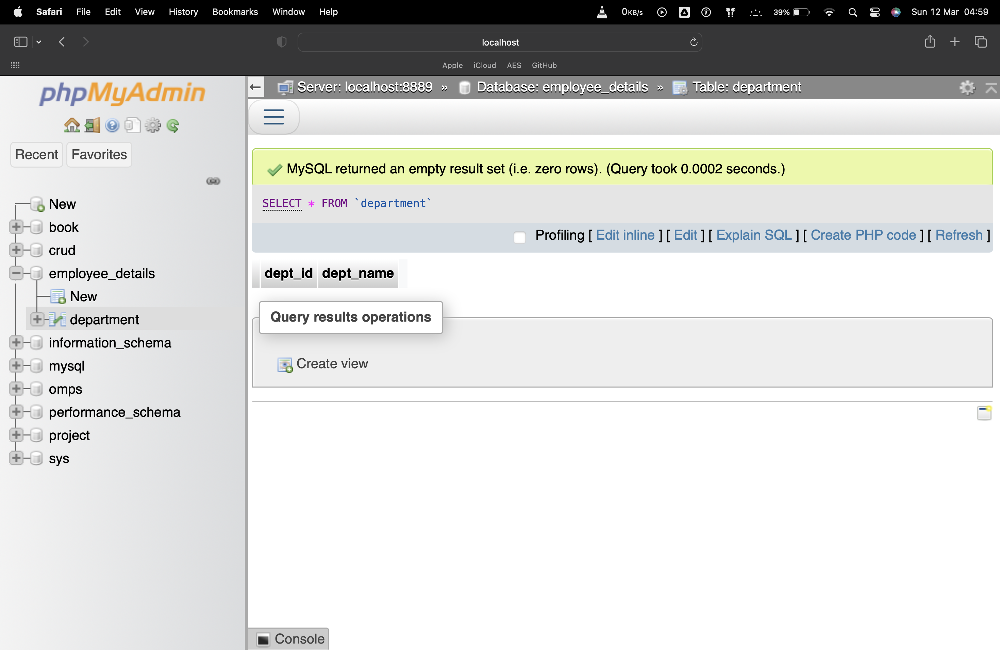 Safari File Edit View History Bookmarks Window Help 0KB/s 39% Sun 12 Mar 04:59
localhost
Apple iCloud AES GitHub
phpMyAdmin
Recent Favorites
New
book
crud
employee_details
New
department
information_schema
mysql
omps
performance_schema
project
sys
Server: localhost:8889 » Database: employee_details » Table: department
MySQL returned an empty result set (i.e. zero rows). (Query took 0.0002 seconds.)
SELECT * FROM `department`
Profiling [ Edit inline ] [ Edit ] [ Explain SQL ] [ Create PHP code ] [ Refresh ]
dept_id dept_name
Query results operations
Create view
Console